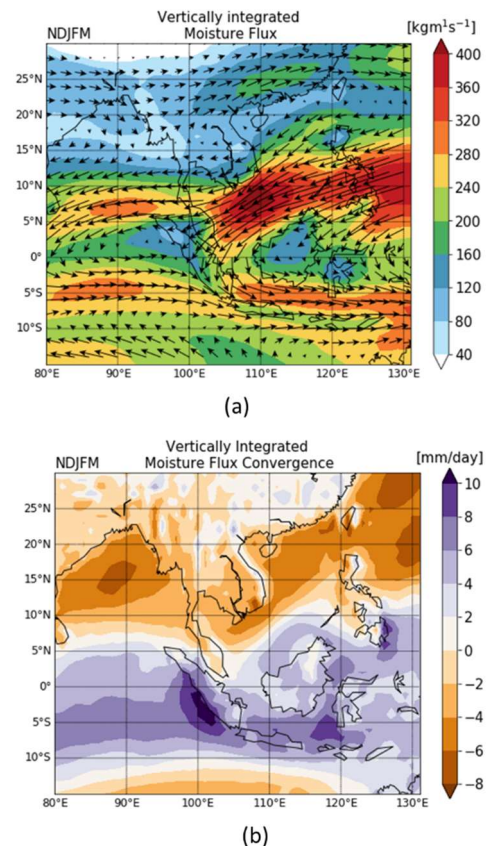 Vertically integrated
NDJFM Moisture Flux [kgm¹s⁻¹]
400
360
320
280
240
200
160
120
80
40
25°N
20°N
15°N
10°N
5°N
0°
5°S
10°S
80°E 90°E 100°E 110°E 120°E 130°E
(a)
Vertically Integrated
NDJFM Moisture Flux Convergence [mm/day]
10
8
6
4
2
0
−2
−4
−6
−8
25°N
20°N
15°N
10°N
5°N
0°
5°S
10°S
80°E 90°E 100°E 110°E 120°E 130°E
(b)